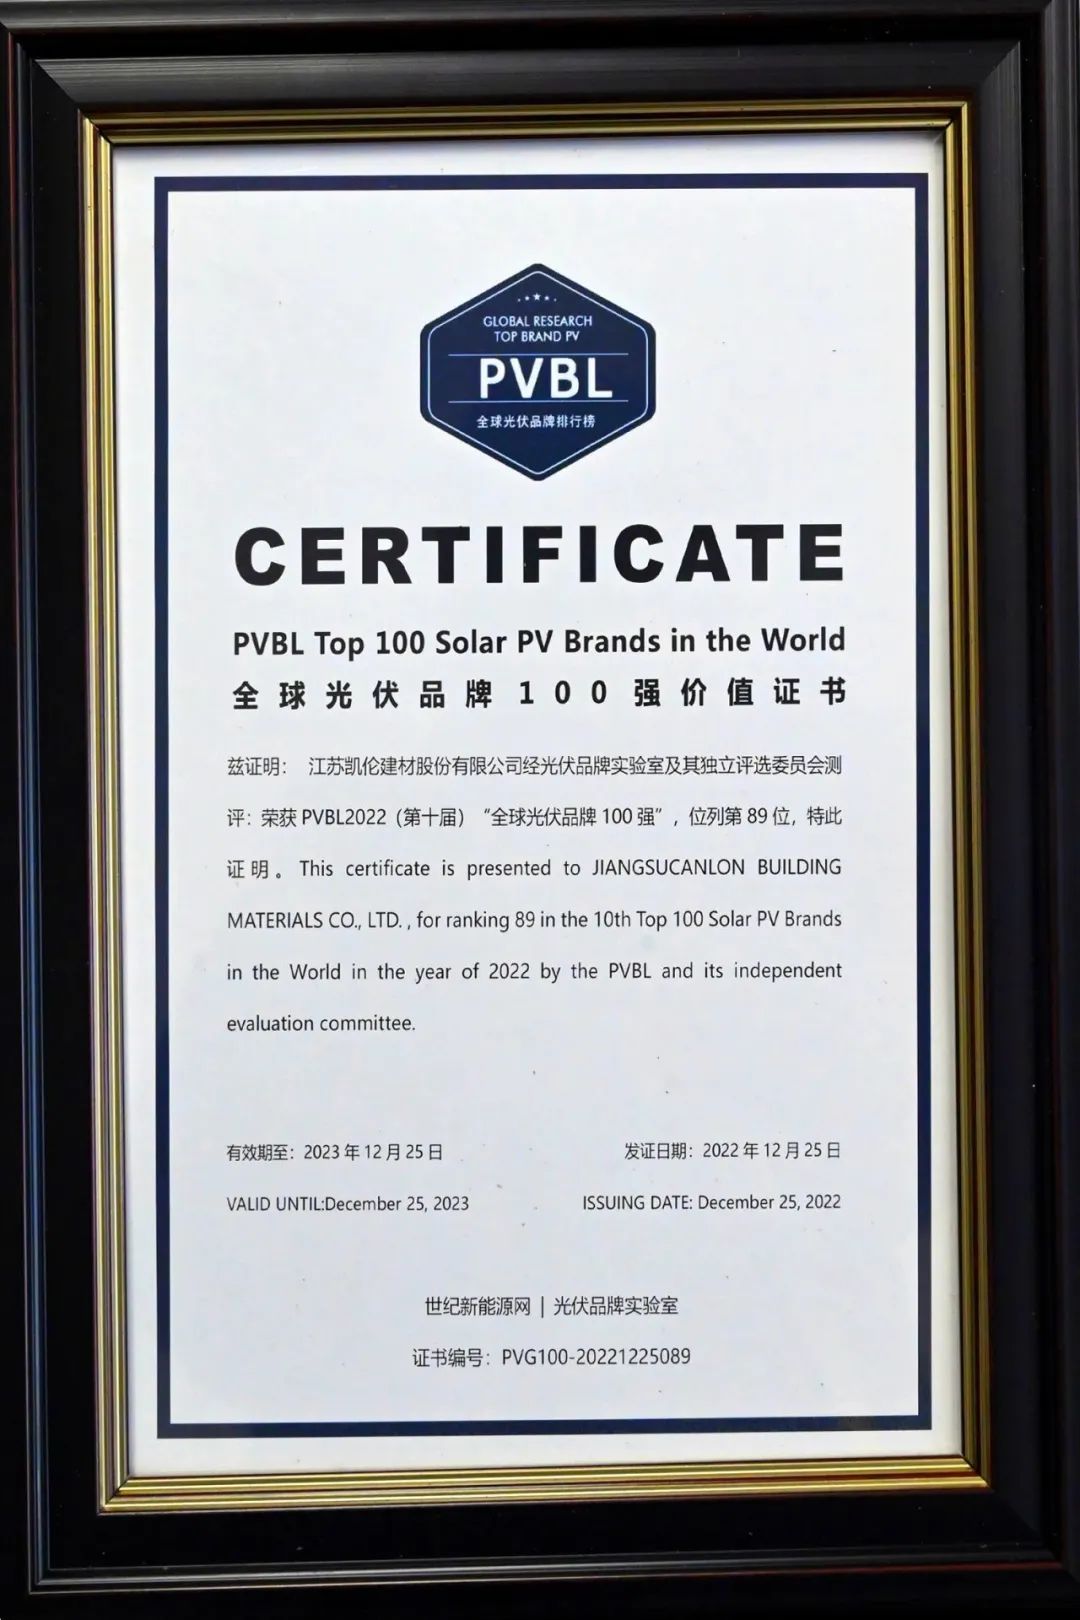 GLOBAL RESEARCH
TOP BRAND PV
PVBL
全球光伏品牌排行榜
CERTIFICATE
PVBL Top 100 Solar PV Brands in the World
全球光伏品牌100强价值证书
兹证明： 江苏凯伦建材股份有限公司经光伏品牌实验室及其独立评选委员会测
评：荣获 PVBL2022（第十届）“全球光伏品牌 100 强”，位列第 89 位，特此
证明。This certificate is presented to JIANGSUCANLON BUILDING
MATERIALS CO., LTD. , for ranking 89 in the 10th Top 100 Solar PV Brands
in the World in the year of 2022 by the PVBL and its independent
evaluation committee.
有效期至：2023 年 12 月 25 日 发证日期：2022 年 12 月 25 日
VALID UNTIL:December 25, 2023 ISSUING DATE: December 25, 2022
世纪新能源网 | 光伏品牌实验室
证书编号：PVG100-20221225089